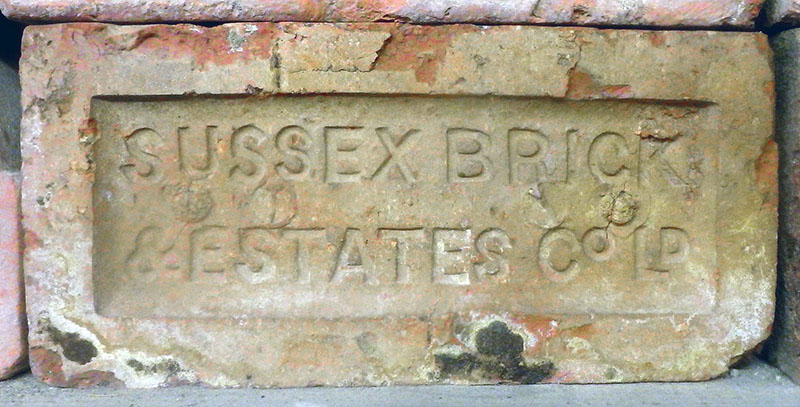 SUSSEX BRICK
& ESTATES Co LD